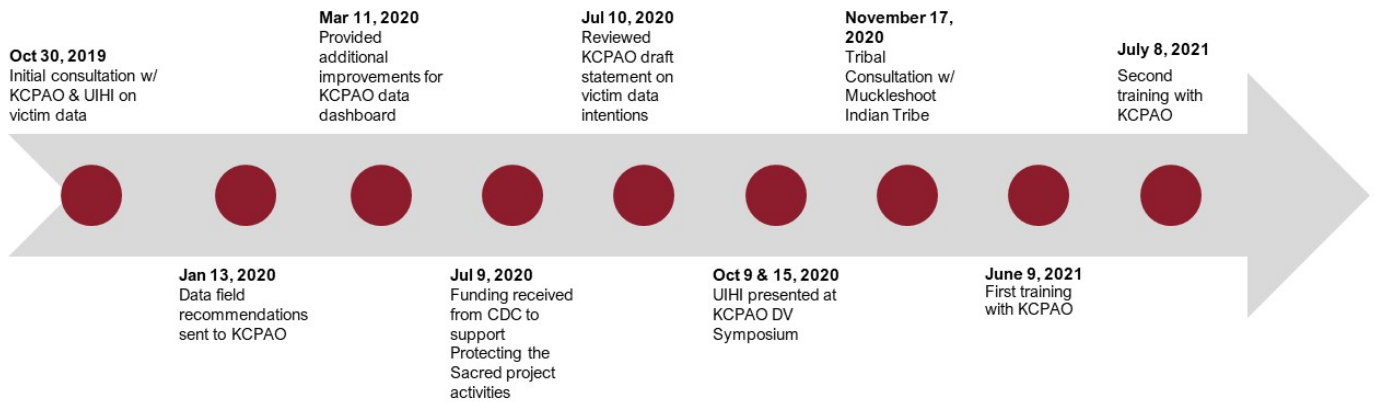 Oct 30, 2019
Initial consultation w/
KCPAO & UIHI on
victim data
Jan 13, 2020
Data field
recommendations
sent to KCPAO
Mar 11, 2020
Provided
additional
improvements for
KCPAO data
dashboard
Jul 9, 2020
Funding received
from CDC to
support
Protecting the
Sacred project
activities
Jul 10, 2020
Reviewed
KCPAO draft
statement on
victim data
intentions
Oct 9 & 15, 2020
UIHI presented at
KCPAO DV
Symposium
November 17,
2020
Tribal
Consultation w/
Muckleshoot
Indian Tribe
June 9, 2021
First training
with KCPAO
July 8, 2021
Second
training with
KCPAO